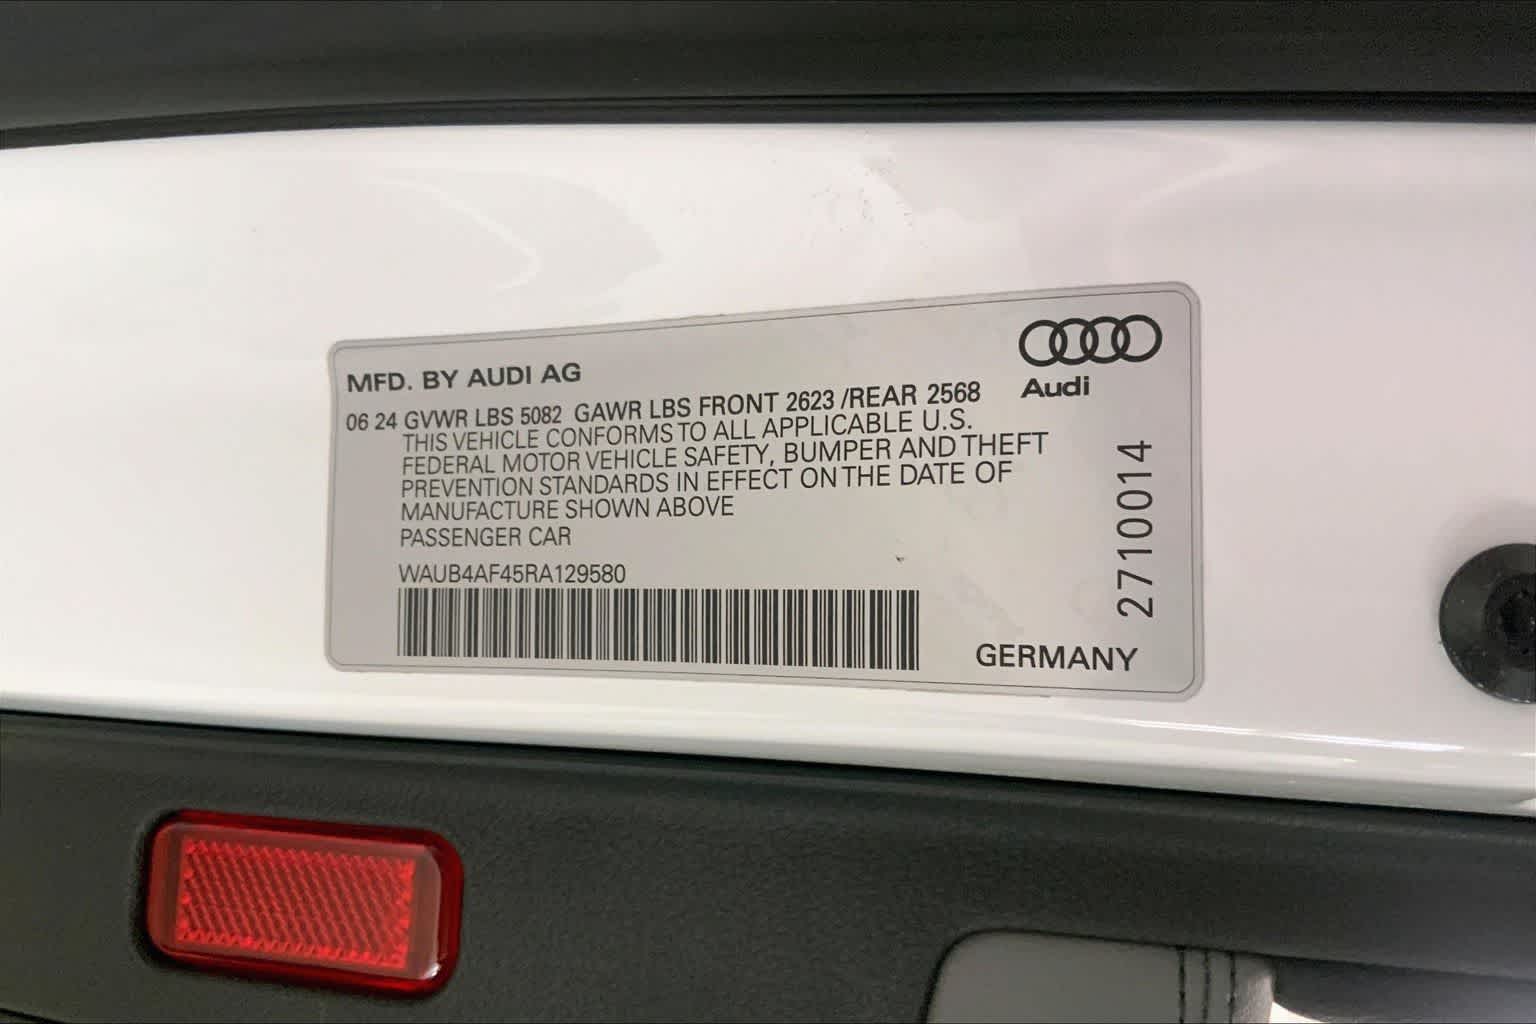 MFD. BY AUDI AG
Audi
06 24 GVWR LBS 5082 GAWR LBS FRONT 2623 /REAR 2568
THIS VEHICLE CONFORMS TO ALL APPLICABLE U.S.
FEDERAL MOTOR VEHICLE SAFETY, BUMPER AND THEFT
PREVENTION STANDARDS IN EFFECT ON THE DATE OF
MANUFACTURE SHOWN ABOVE
PASSENGER CAR
WAUB4AF45RA129580
2710014
GERMANY